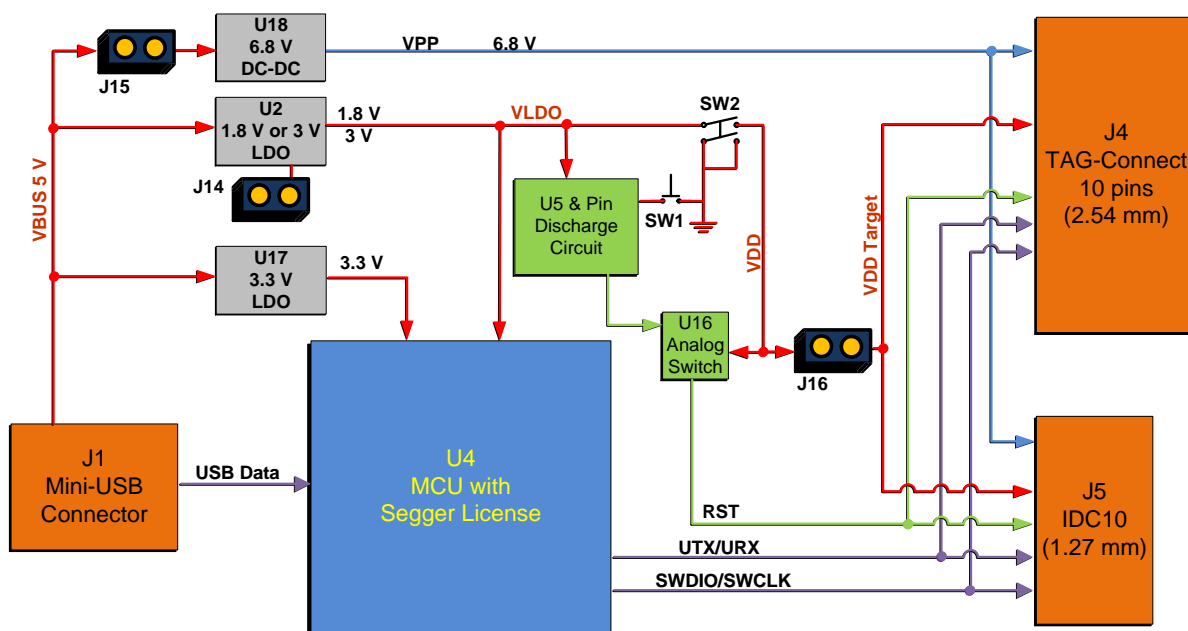 U18
6.8 V
DC-DC
J15
VPP
6.8 V
U2
1.8 V or 3 V
LDO
1.8 V
3 V
VLDO
SW2
J14
VBUS 5 V
U5 & Pin
Discharge
Circuit
SW1
VDD
VDD Target
J4
TAG-Connect
10 pins
(2.54 mm)
U17
3.3 V
LDO
3.3 V
U16
Analog
Switch
J16
J1
Mini-USB
Connector
USB Data
U4
MCU with
Segger License
RST
UTX/URX
SWDIO/SWCLK
J5
IDC10
(1.27 mm)